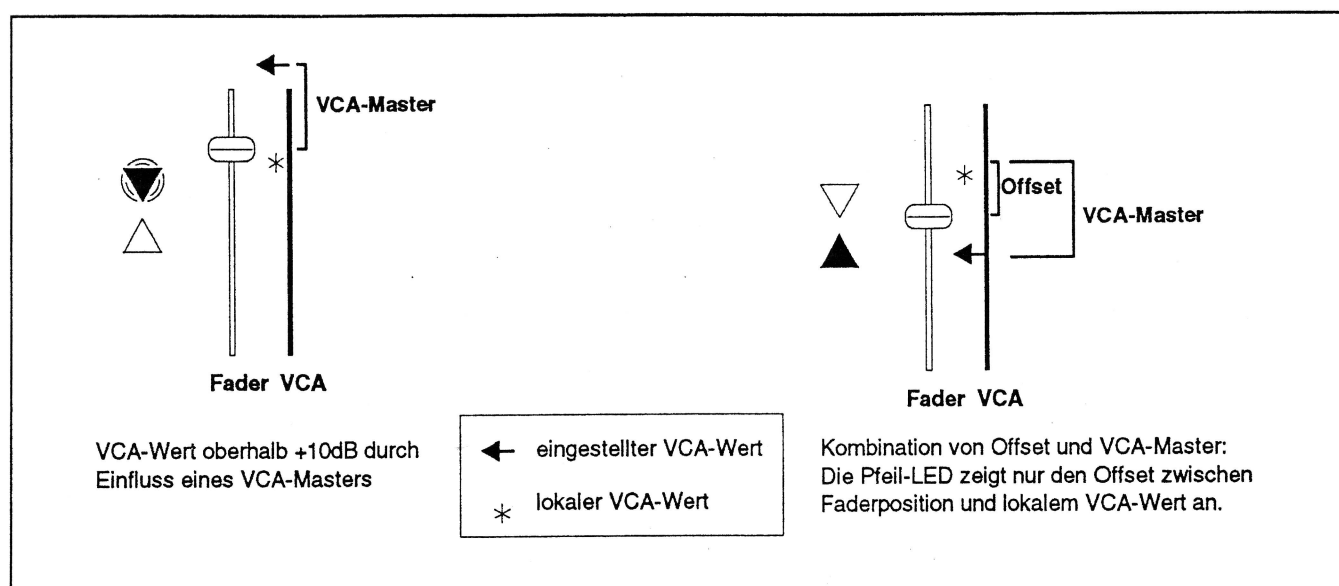 VCA-Master
Fader VCA
VCA-Wert oberhalb +10dB durch
Einfluss eines VCA-Masters
eingestellter VCA-Wert
lokaler VCA-Wert
Offset
VCA-Master
Fader VCA
Kombination von Offset und VCA-Master:
Die Pfeil-LED zeigt nur den Offset zwischen
Faderposition und lokalem VCA-Wert an.